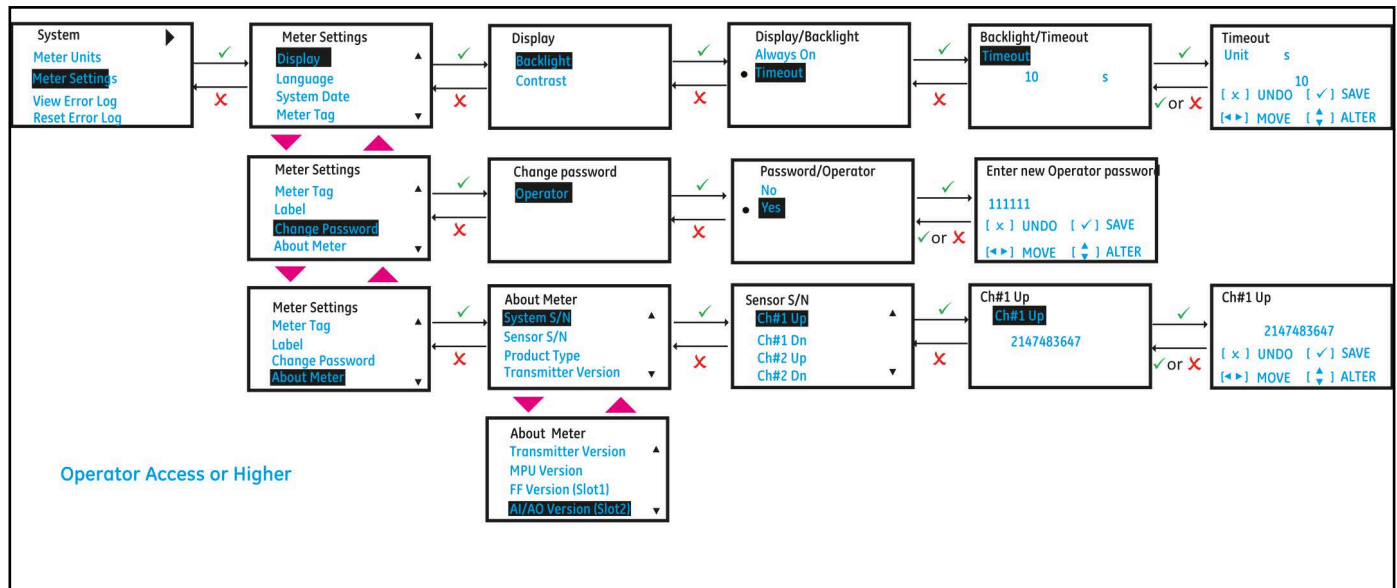 System
Meter Units
Meter Settings
View Error Log
Reset Error Log
Meter Settings
Display
Language
System Date
Meter Tag
Display
Backlight
Contrast
Display/Backlight
Always On
Timeout
Backlight/Timeout
Timeout
10 s
Timeout
Unit s
10
[ x ] UNDO [ ✓ ] SAVE
[◄ ►] MOVE [ ▲▼ ] ALTER
✓ or X
Meter Settings
Meter Tag
Label
Change Password
About Meter
Change password
Operator
Password/Operator
No
Yes
Enter new Operator password
111111
[ x ] UNDO [ ✓ ] SAVE
[◄ ►] MOVE [ ▲▼ ] ALTER
✓ or X
Meter Settings
Meter Tag
Label
Change Password
About Meter
About Meter
System S/N
Sensor S/N
Product Type
Transmitter Version
Sensor S/N
Ch#1 Up
Ch#1 Dn
Ch#2 Up
Ch#2 Dn
Ch#1 Up
Ch#1 Up
2147483647
Ch#1 Up
2147483647
[ x ] UNDO [ ✓ ] SAVE
[◄ ►] MOVE [ ▲▼ ] ALTER
✓ or X
About Meter
Transmitter Version
MPU Version
FF Version (Slot1)
AI/AO Version (Slot2)
Operator Access or Higher